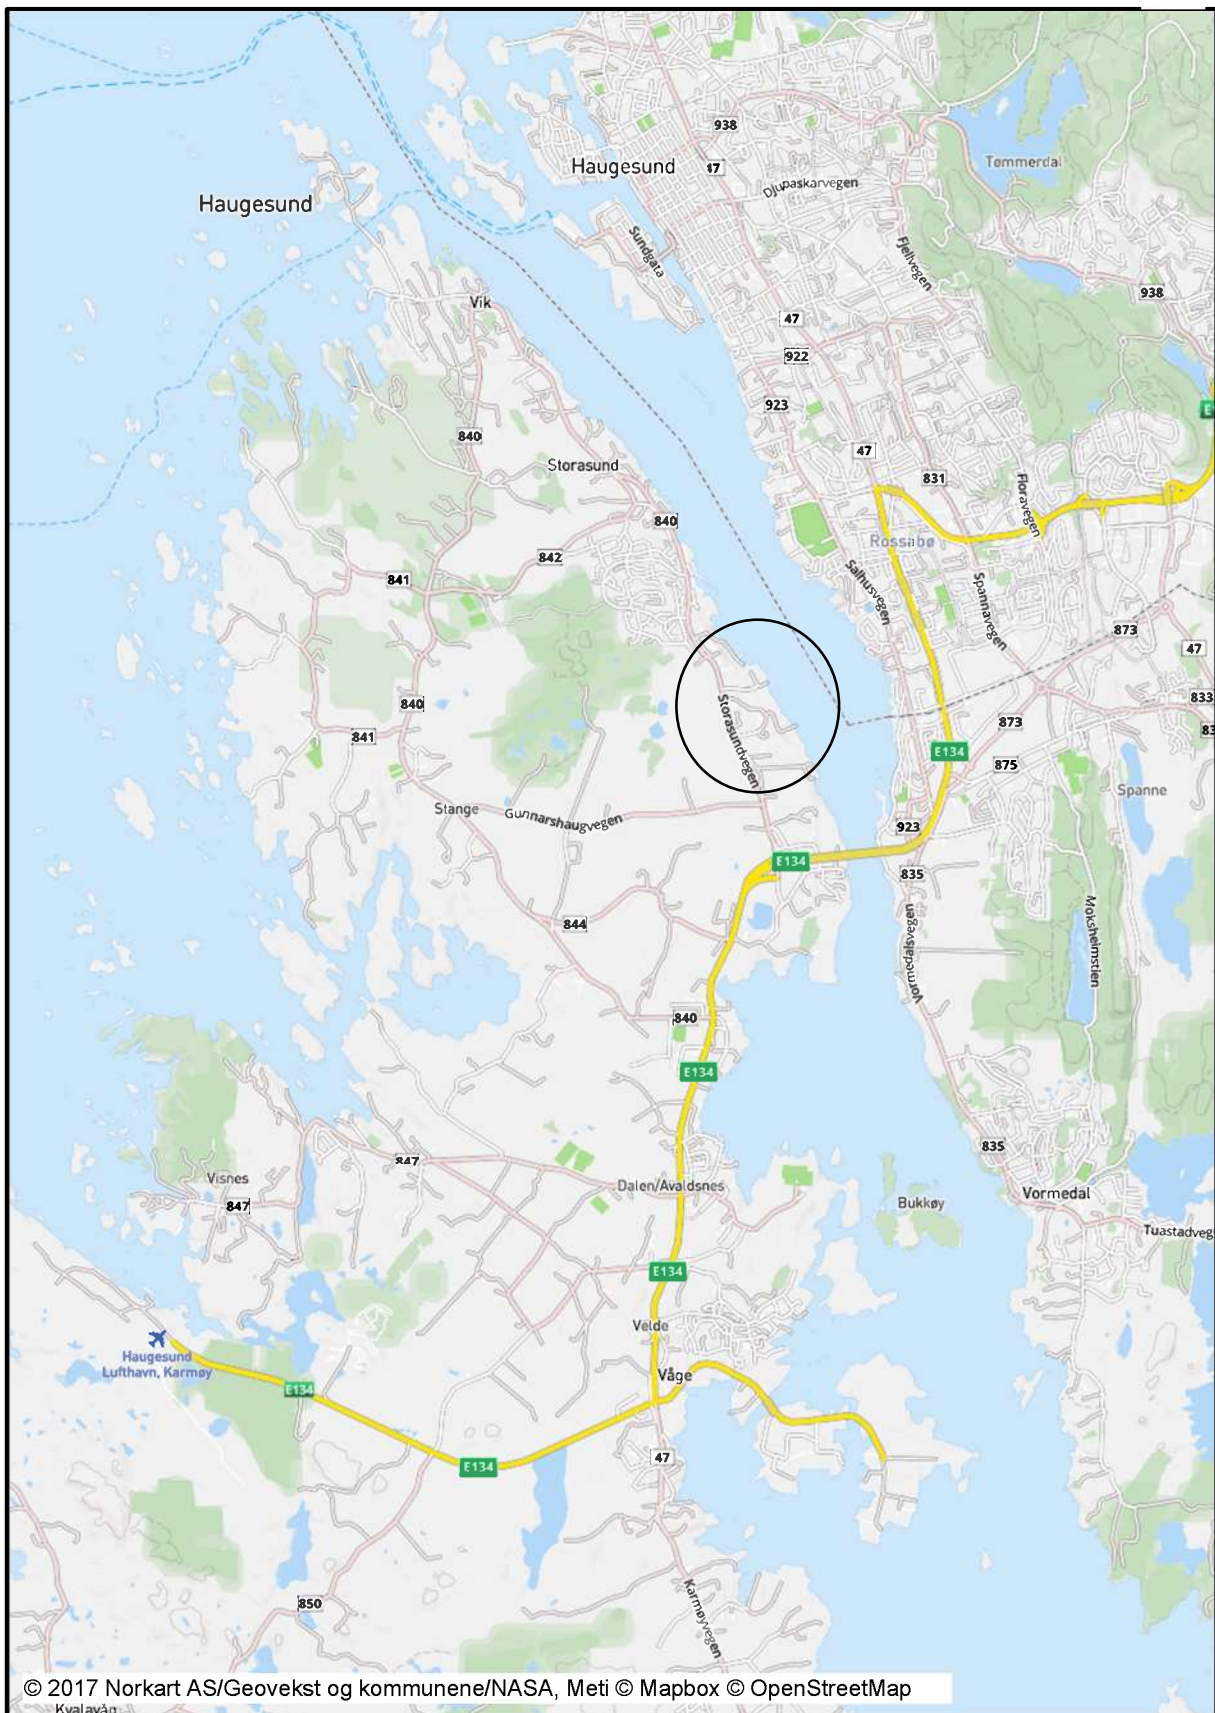 938
Haugesund
47
Tømmerdal
Djupaskarvegen
Haugesund
Sundgata
Fjellvegen
938
Vik
47
922
923
840
47
Storasund
831
Floravegen
840
Rossabø
842
841
Salhusvegen
Spannavegen
873
47
840
833
Storasundvegen
873
841
E134
875
Spanne
Stange
Gunnarshaugvegen
923
E134
835
Moksheimstien
844
Vormedalsvegen
840
E134
835
847
Visnes
Dalen/Avaldsnes
Vormedal
847
Bukkøy
Tuastadveg
E134
Velde
Haugesund
Lufthavn, Karmøy
Våge
E134
47
E134
850
Karmøyvegen
© 2017 Norkart AS/Geovekst og kommunene/NASA, Meti © Mapbox © OpenStreetMap